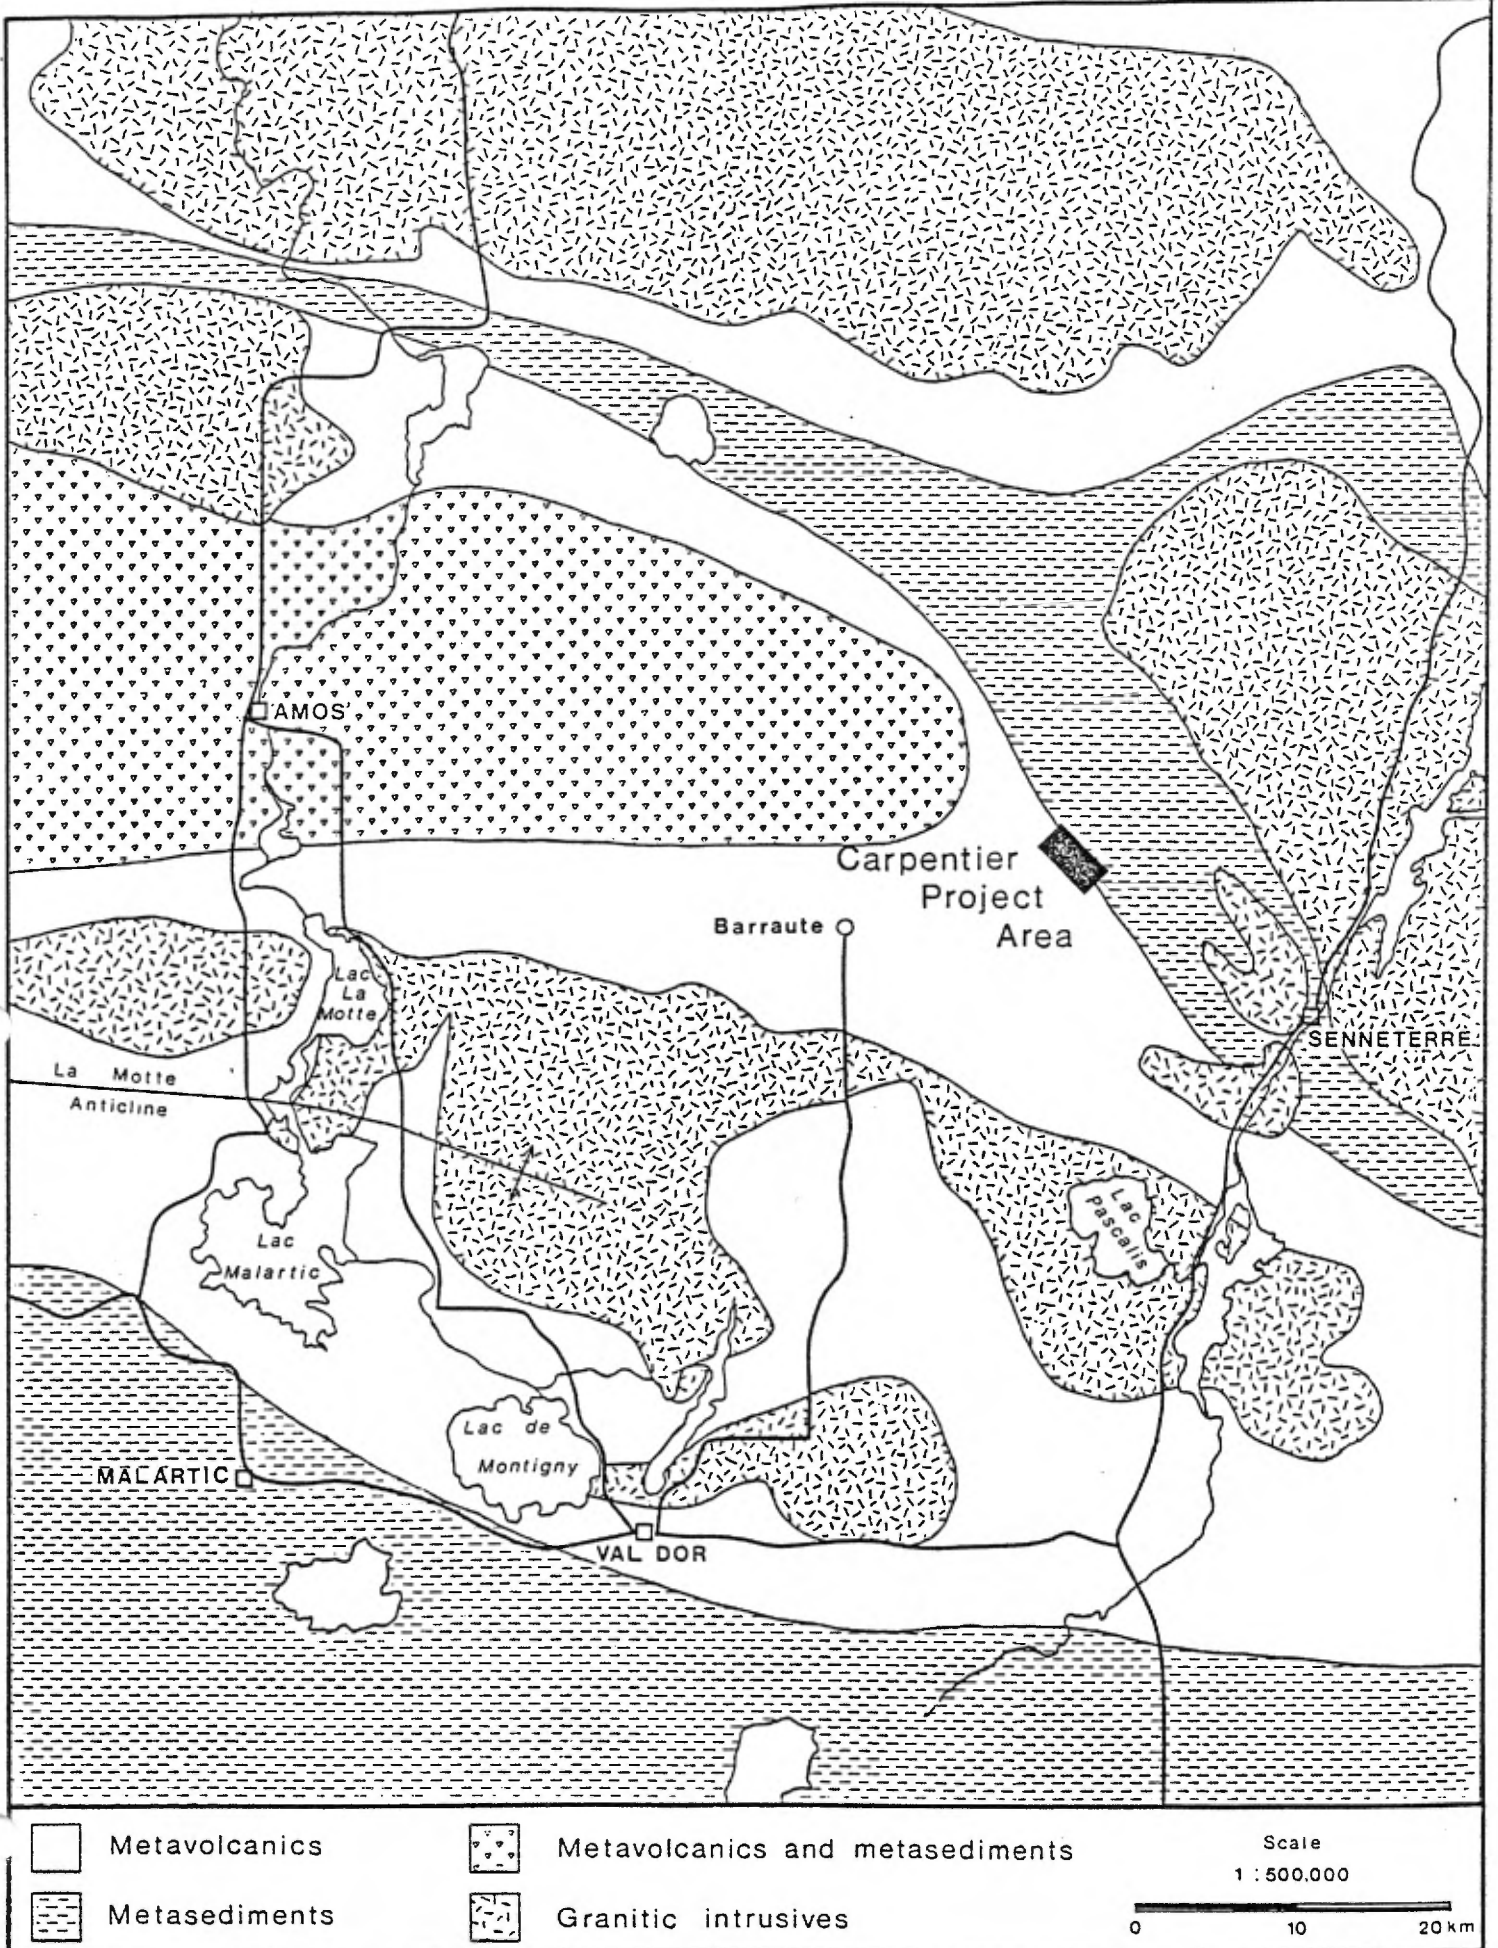 AMOS
Carpentier
Project
Area
Barraute
Lac
La
Motte
SENNETERRE
La Motte
Anticline
Lac
Pascalis
Lac
Malartic
Lac de
Montigny
MALARTIC
VAL DOR
Metavolcanics
Metavolcanics and metasediments
Scale
1 : 500,000
Metasediments
Granitic intrusives
0 10 20 km